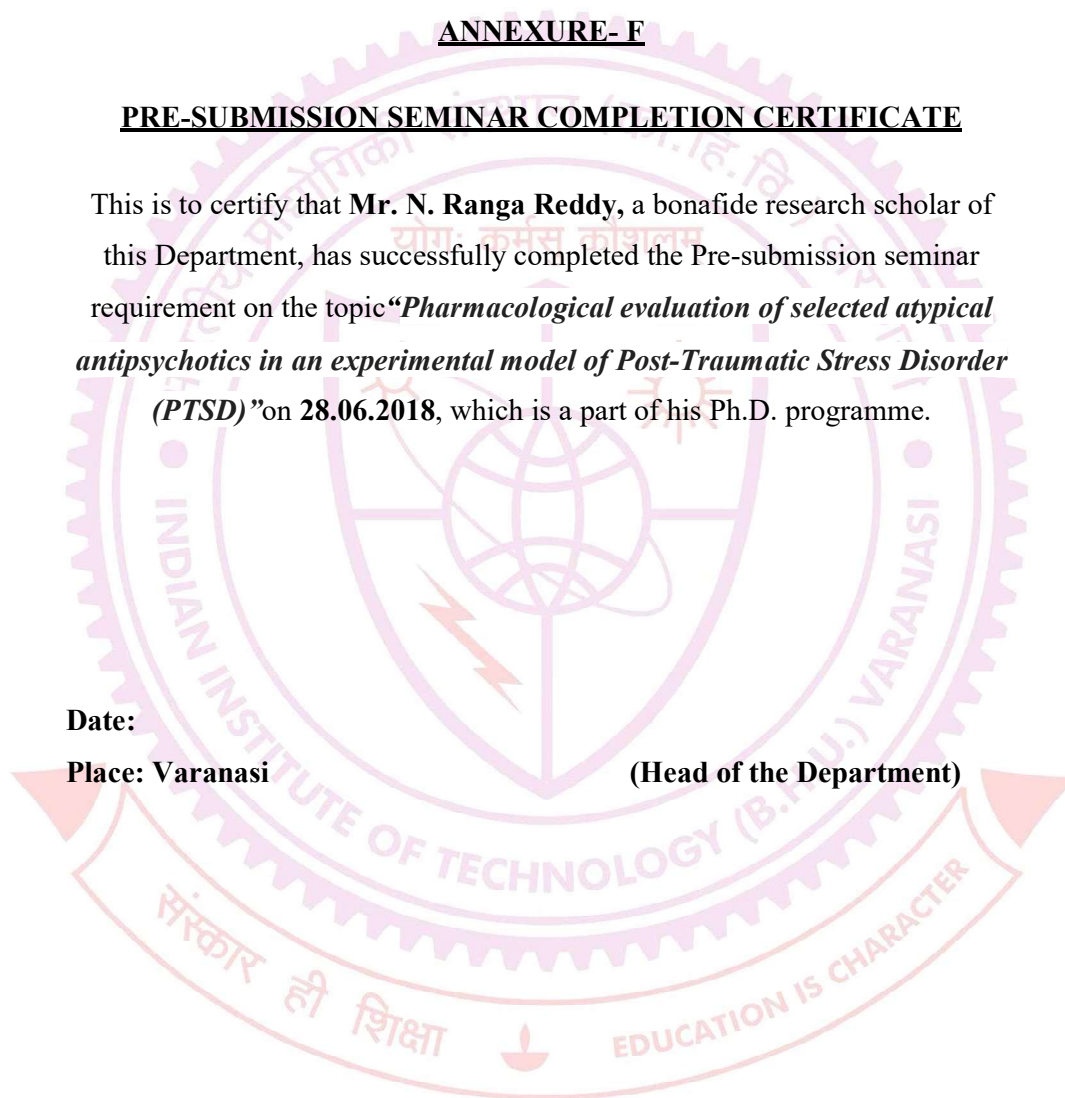 ANNEXURE- F
PRE-SUBMISSION SEMINAR COMPLETION CERTIFICATE
This is to certify that Mr. N. Ranga Reddy, a bonafide research scholar of
this Department, has successfully completed the Pre-submission seminar
requirement on the topic“Pharmacological evaluation of selected atypical
antipsychotics in an experimental model of Post-Traumatic Stress Disorder
(PTSD)”on 28.06.2018, which is a part of his Ph.D. programme.
Date:
Place: Varanasi (Head of the Department)
योगः कर्मसु कौशलम्
INDIAN INSTITUTE OF TECHNOLOGY (B.H.U.) VARANASI
संस्कार ही शिक्षा
EDUCATION IS CHARACTER